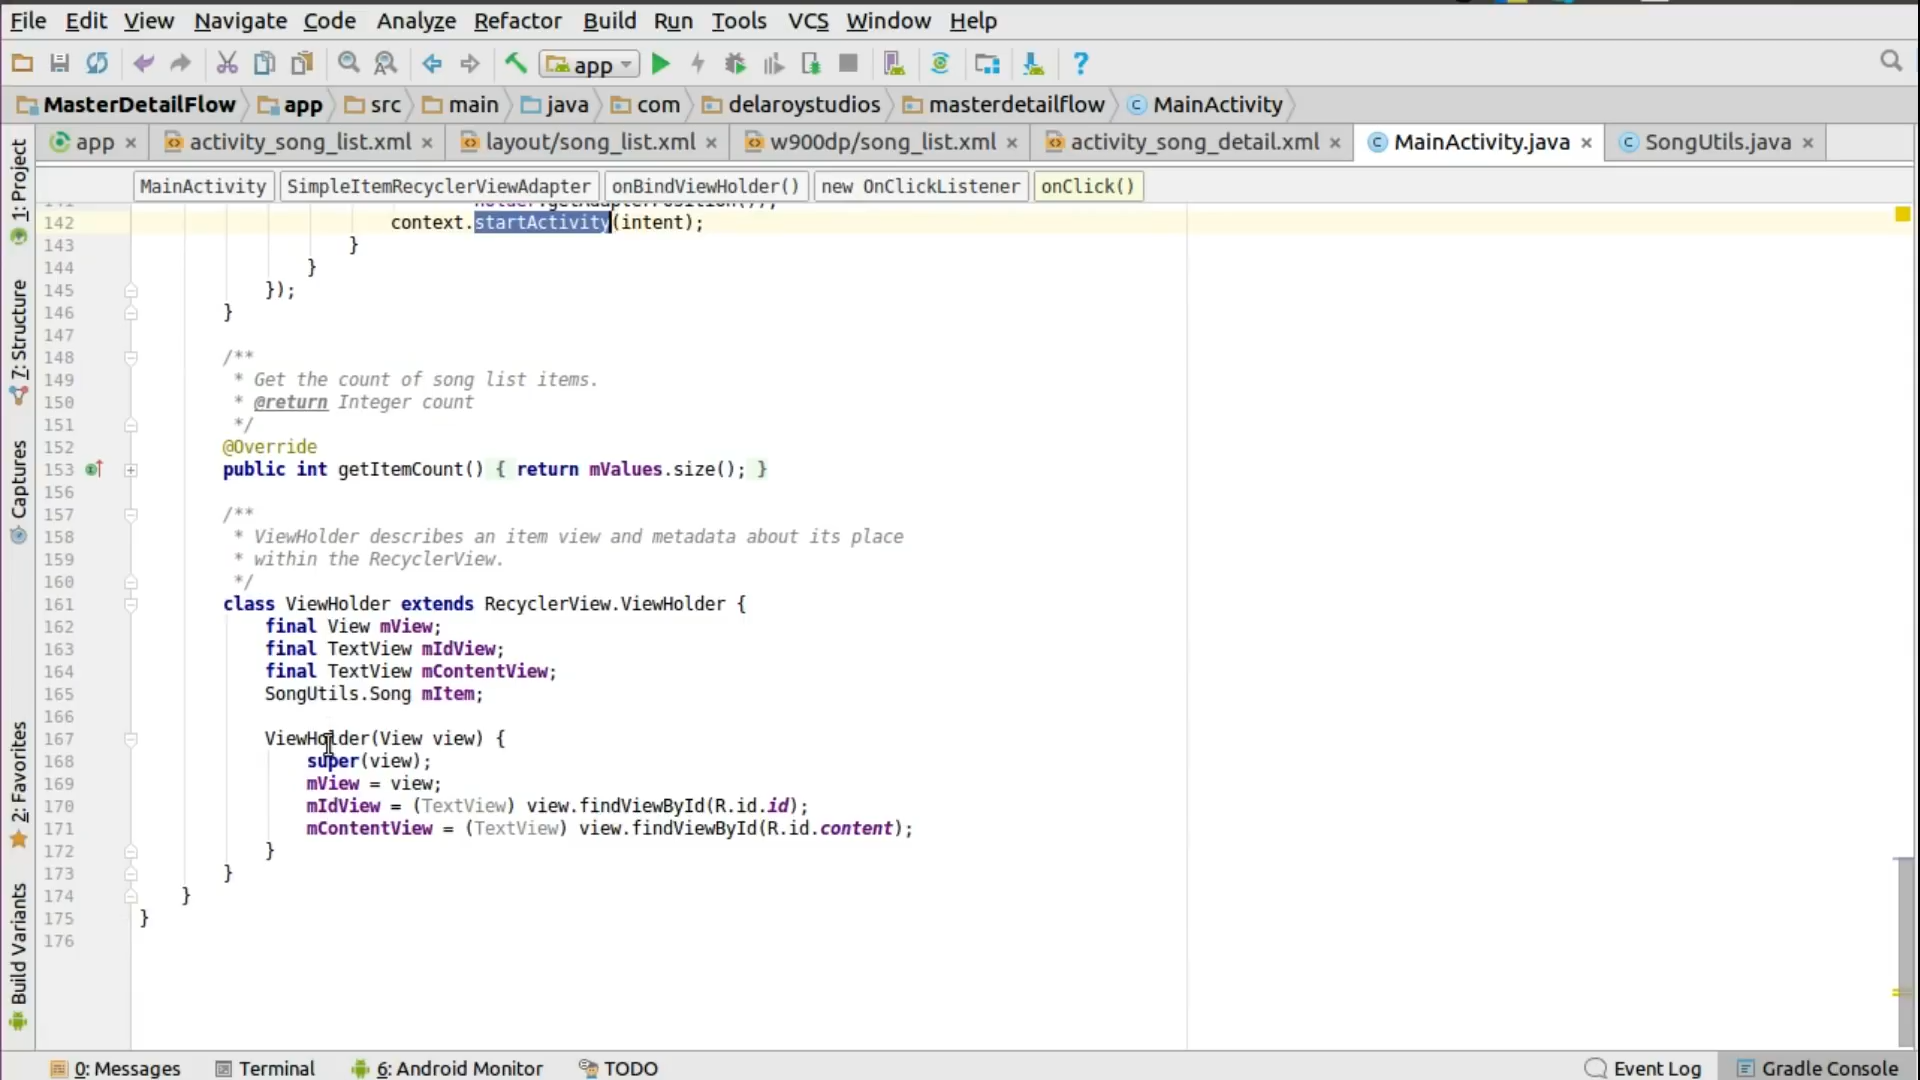 File Edit View Navigate Code Analyze Refactor Build Run Tools VCS Window Help
app
MasterDetailFlow app src main java com delaroystudios masterdetailflow MainActivity
app activity_song_list.xml layout/song_list.xml w900dp/song_list.xml activity_song_detail.xml MainActivity.java SongUtils.java
MainActivity SimpleItemRecyclerViewAdapter onBindViewHolder() new OnClickListener onClick()
141 holder.getAdapterPosition());
142 context.startActivity(intent);
143 }
144 }
145 });
146 }
147
148 /**
149 * Get the count of song list items.
150 * @return Integer count
151 */
152 @Override
153 public int getItemCount() { return mValues.size(); }
156
157 /**
158 * ViewHolder describes an item view and metadata about its place
159 * within the RecyclerView.
160 */
161 class ViewHolder extends RecyclerView.ViewHolder {
162 final View mView;
163 final TextView mIdView;
164 final TextView mContentView;
165 SongUtils.Song mItem;
166
167 ViewHolder(View view) {
168 super(view);
169 mView = view;
170 mIdView = (TextView) view.findViewById(R.id.id);
171 mContentView = (TextView) view.findViewById(R.id.content);
172 }
173 }
174 }
175 }
176
1: Project
7: Structure
Captures
2: Favorites
Build Variants
0: Messages Terminal 6: Android Monitor TODO Event Log Gradle Console